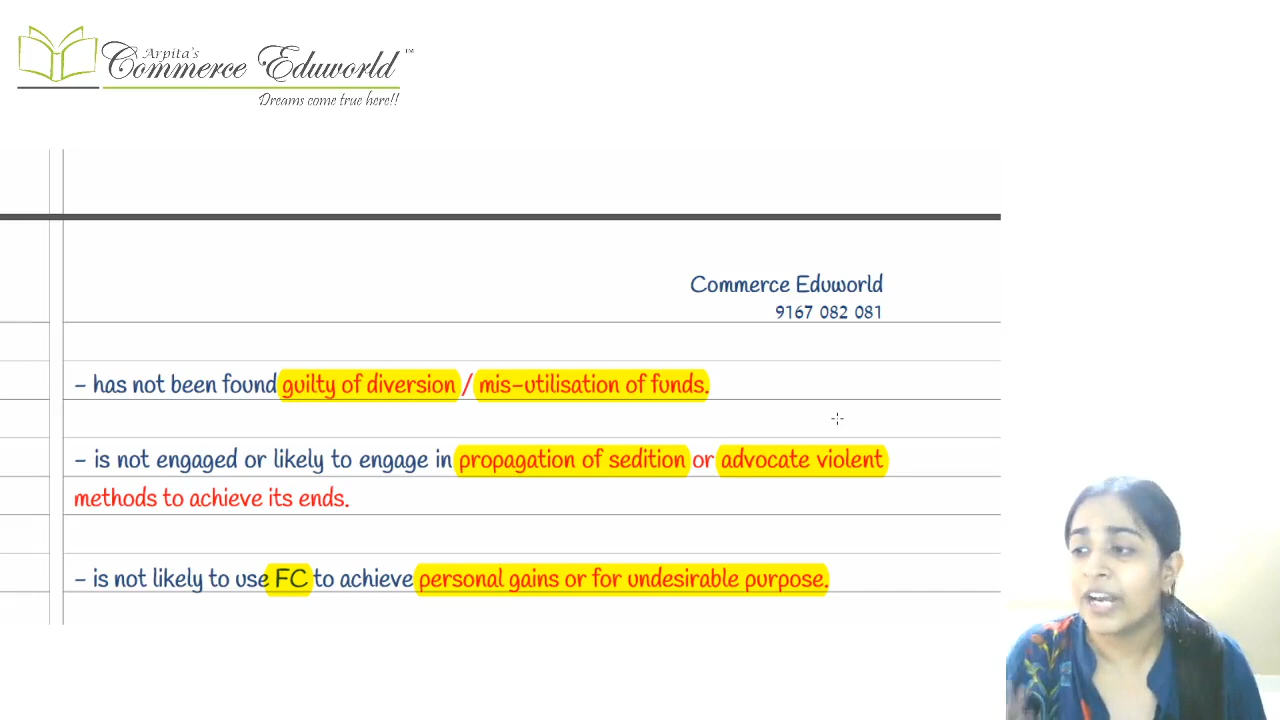 Arpita's
Commerce Eduworld™
Dreams come true here!!
Commerce Eduworld
9167 082 081
- has not been found guilty of diversion / mis-utilisation of funds.
- is not engaged or likely to engage in propagation of sedition or advocate violent
methods to achieve its ends.
- is not likely to use FC to achieve personal gains or for undesirable purpose.